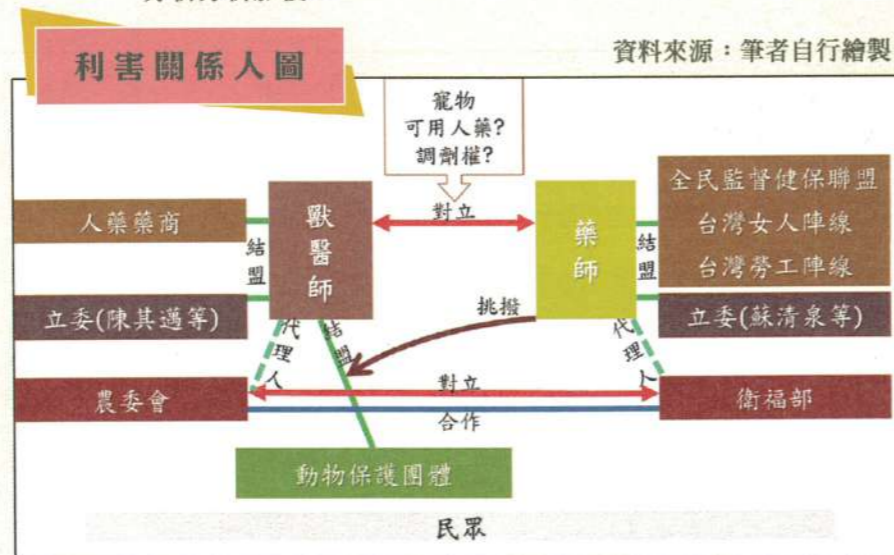 利害關係人圖
資料來源：筆者自行繪製
寵物
可用人藥?
調劑權?
人藥藥商
立委(陳其邁等)
農委會
結盟
代理人
獸醫師
結盟
對立
挑撥
對立
合作
藥師
結盟
代理人
全民監督健保聯盟
台灣女人陣線
台灣勞工陣線
立委(蘇清泉等)
衛福部
動物保護團體
民眾